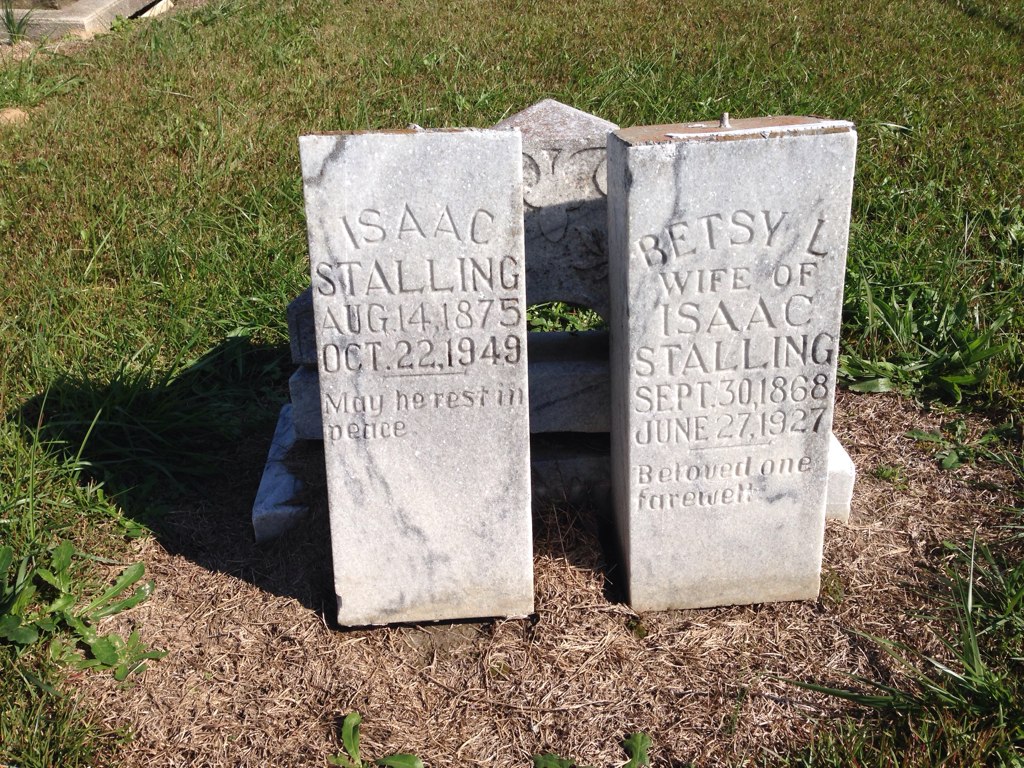 ISAAC
STALLING
AUG.14,1875
OCT.22,1949
May he rest in
peace.
BETSY L
WIFE OF
ISAAC
STALLING
SEPT.30,1868
JUNE 27,1927
Beloved one
farewell